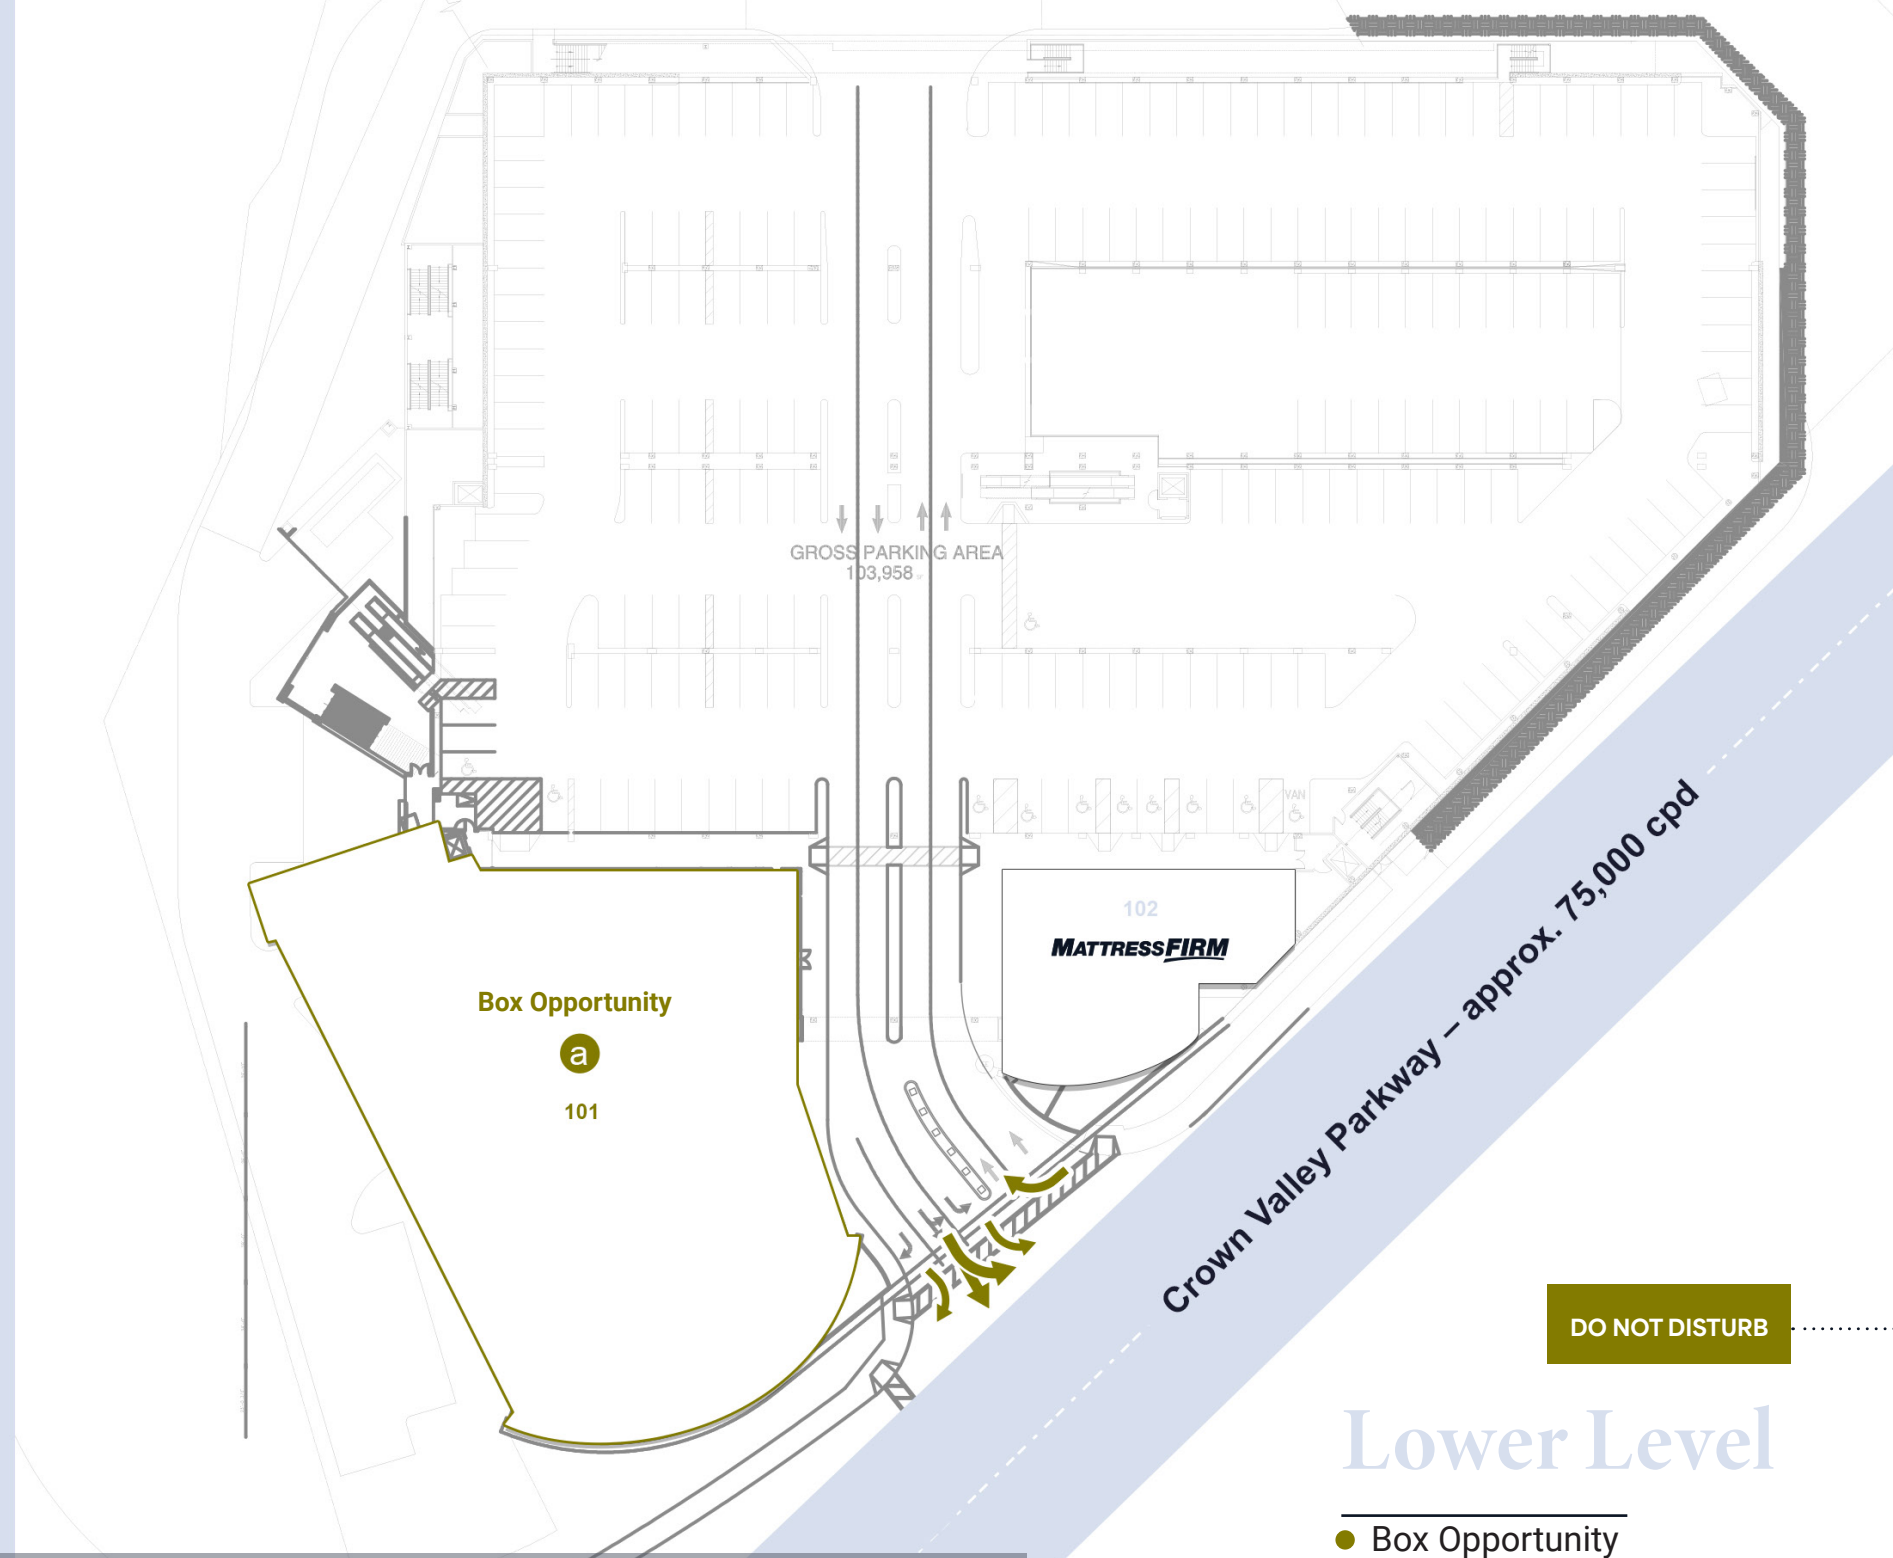 GROSS PARKING AREA
103,958
VAN
102
MATTRESSFIRM
Box Opportunity
a
101
Crown Valley Parkway – approx. 75,000 cpd
DO NOT DISTURB
Lower Level
Box Opportunity